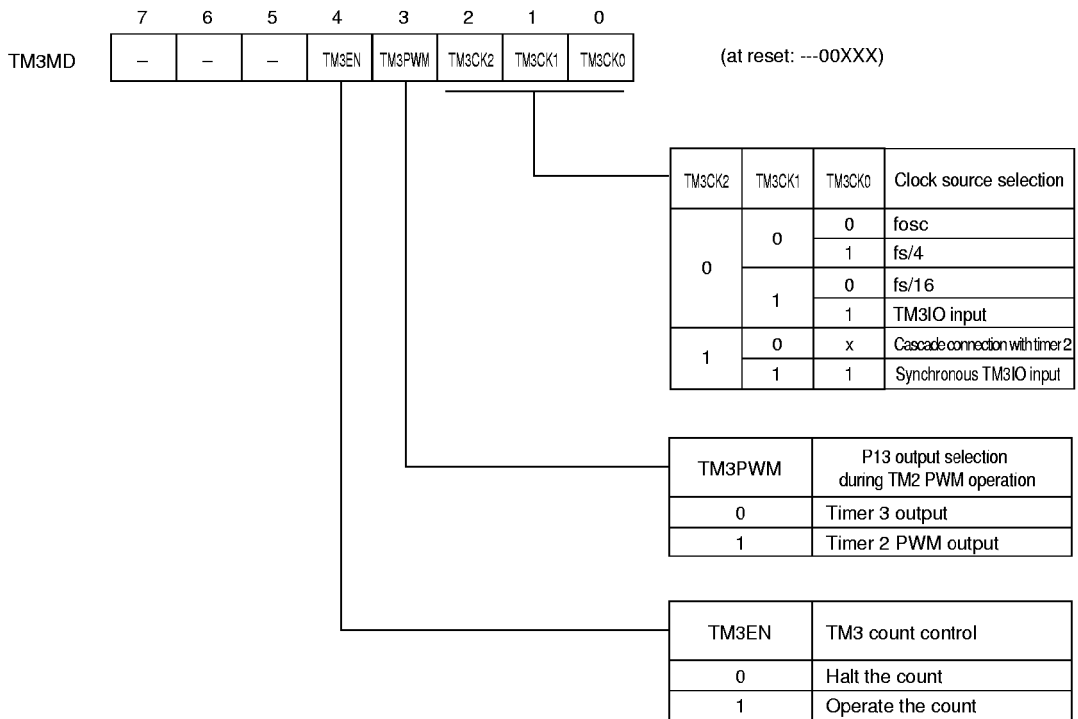 7 6 5 4 3 2 1 0
TM3MD – – – TM3EN TM3PWM TM3CK2 TM3CK1 TM3CK0 (at reset: ---00XXX)
TM3CK2 TM3CK1 TM3CK0 Clock source selection
0 0 0 fosc
1 fs/4
1 0 fs/16
1 TM3IO input
1 0 x Cascade connection with timer 2
1 1 Synchronous TM3IO input
TM3PWM P13 output selection
during TM2 PWM operation
0 Timer 3 output
1 Timer 2 PWM output
TM3EN TM3 count control
0 Halt the count
1 Operate the count